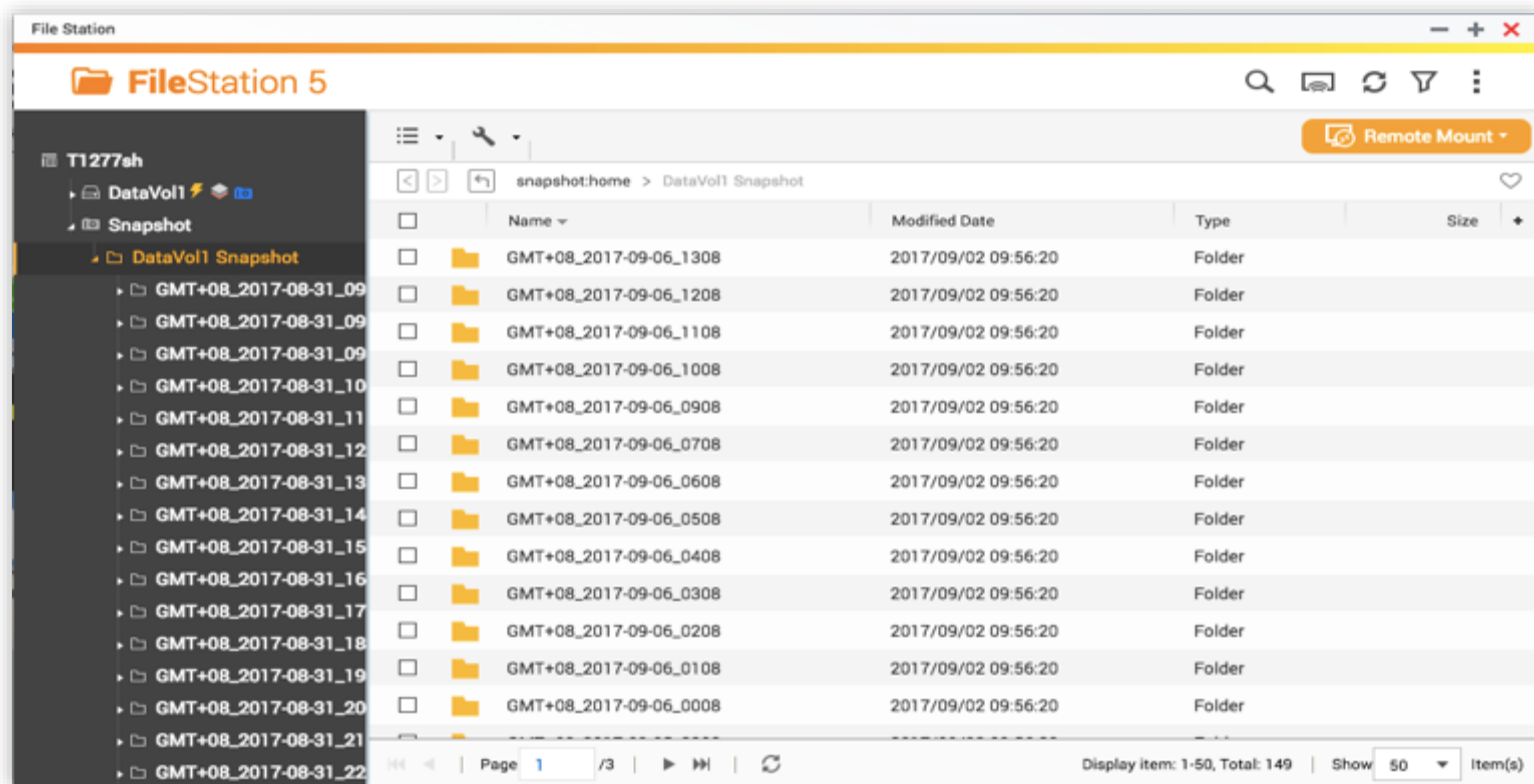 File Station
FileStation 5
T1277sh
DataVol1
Snapshot
DataVol1 Snapshot
GMT+08_2017-08-31_09
GMT+08_2017-08-31_09
GMT+08_2017-08-31_09
GMT+08_2017-08-31_10
GMT+08_2017-08-31_11
GMT+08_2017-08-31_12
GMT+08_2017-08-31_13
GMT+08_2017-08-31_14
GMT+08_2017-08-31_15
GMT+08_2017-08-31_16
GMT+08_2017-08-31_17
GMT+08_2017-08-31_18
GMT+08_2017-08-31_19
GMT+08_2017-08-31_20
GMT+08_2017-08-31_21
GMT+08_2017-08-31_22
Remote Mount
snapshot:home > DataVol1 Snapshot
Name Modified Date Type Size
GMT+08_2017-09-06_1308 2017/09/02 09:56:20 Folder
GMT+08_2017-09-06_1208 2017/09/02 09:56:20 Folder
GMT+08_2017-09-06_1108 2017/09/02 09:56:20 Folder
GMT+08_2017-09-06_1008 2017/09/02 09:56:20 Folder
GMT+08_2017-09-06_0908 2017/09/02 09:56:20 Folder
GMT+08_2017-09-06_0708 2017/09/02 09:56:20 Folder
GMT+08_2017-09-06_0608 2017/09/02 09:56:20 Folder
GMT+08_2017-09-06_0508 2017/09/02 09:56:20 Folder
GMT+08_2017-09-06_0408 2017/09/02 09:56:20 Folder
GMT+08_2017-09-06_0308 2017/09/02 09:56:20 Folder
GMT+08_2017-09-06_0208 2017/09/02 09:56:20 Folder
GMT+08_2017-09-06_0108 2017/09/02 09:56:20 Folder
GMT+08_2017-09-06_0008 2017/09/02 09:56:20 Folder
Page 1 /3 Display item: 1-50, Total: 149 Show 50 Item(s)